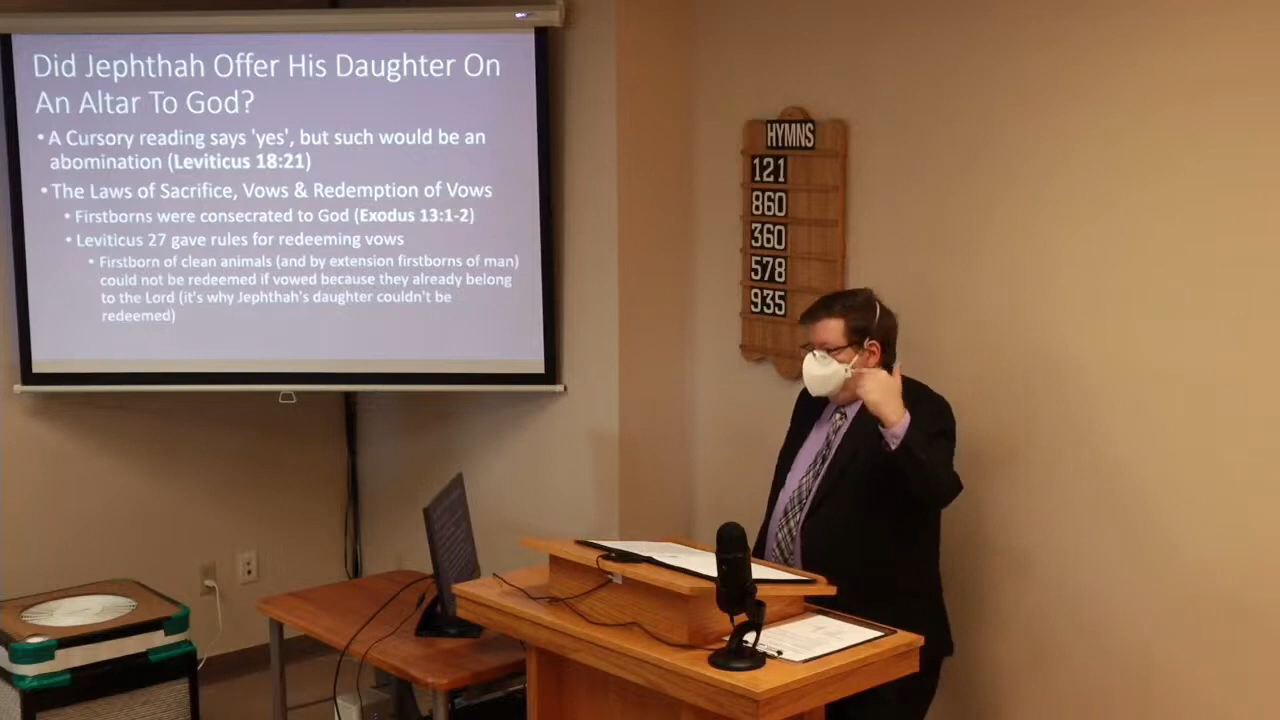 Did Jephthah Offer His Daughter On
An Altar To God?
• A Cursory reading says 'yes', but such would be an
abomination (Leviticus 18:21)
• The Laws of Sacrifice, Vows & Redemption of Vows
• Firstborns were consecrated to God (Exodus 13:1-2)
• Leviticus 27 gave rules for redeeming vows
• Firstborn of clean animals (and by extension firstborns of man)
could not be redeemed if vowed because they already belong
to the Lord (it's why Jephthah's daughter couldn't be
redeemed)
HYMNS
121
860
360
578
935